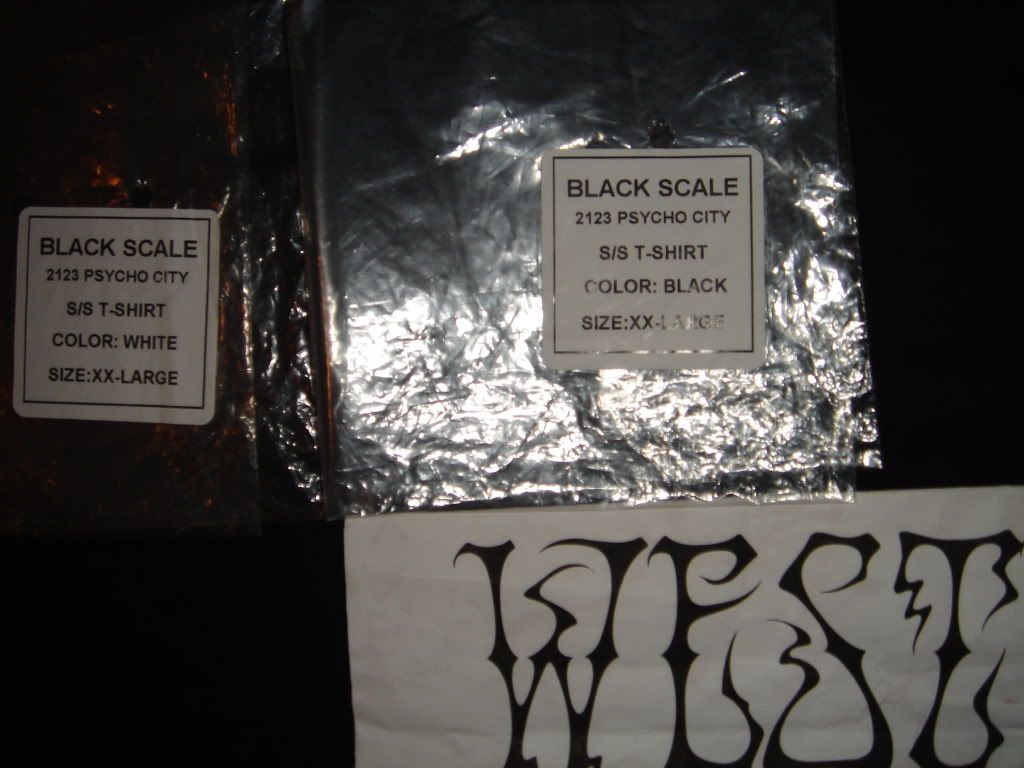 BLACK SCALE
2123 PSYCHO CITY
S/S T-SHIRT
COLOR: WHITE
SIZE:XX-LARGE
BLACK SCALE
2123 PSYCHO CITY
S/S T-SHIRT
COLOR: BLACK
SIZE:XX-LARGE
WEST